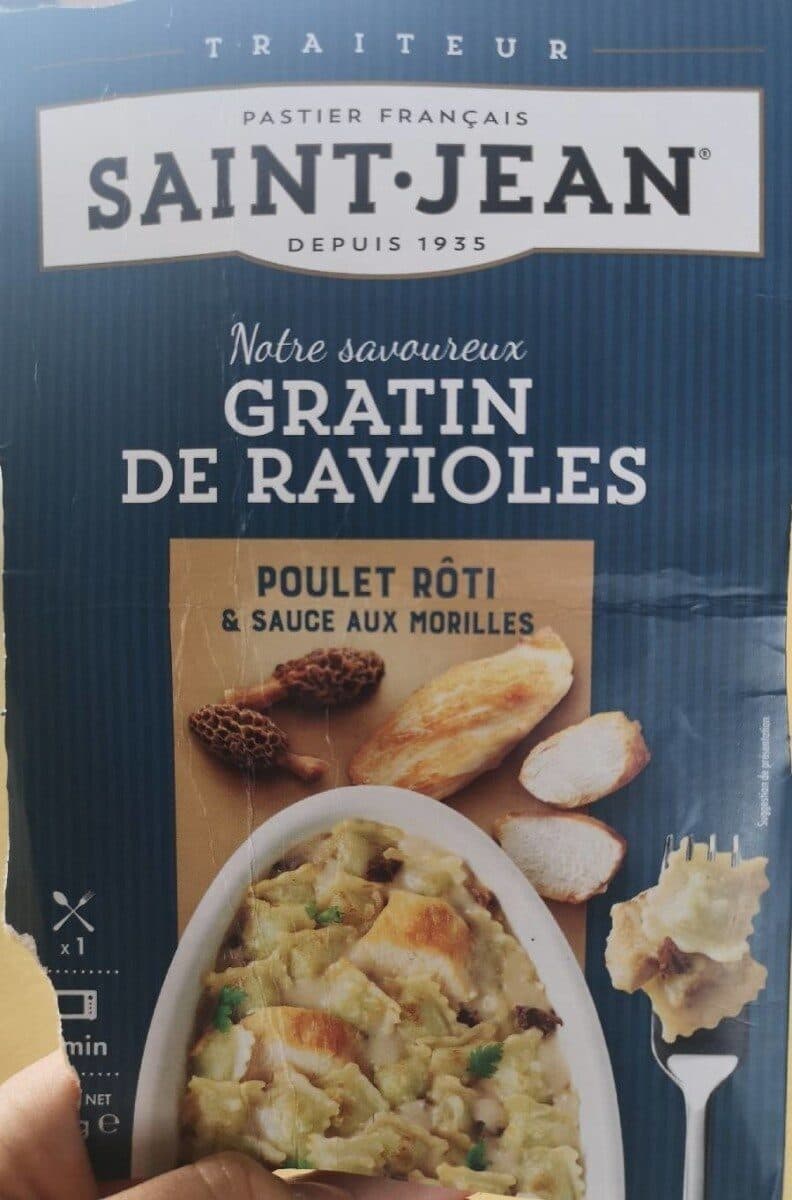 TRAITEUR
PASTIER FRANÇAIS
SAINT•JEAN®
DEPUIS 1935
Notre savoureux
GRATIN
DE RAVIOLES
POULET RÔTI
& SAUCE AUX MORILLES
Suggestion de présentation
x1
min
NET
g e